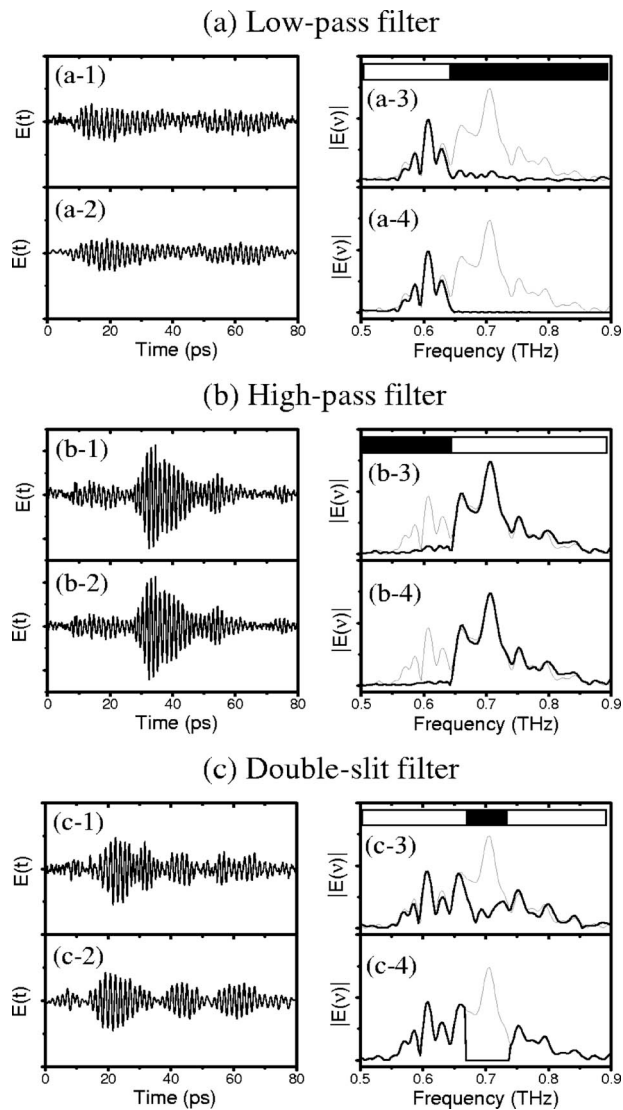 (a) Low-pass filter
(a-1)
E(t)
(a-3)
|E(ν)|
(a-2)
E(t)
(a-4)
|E(ν)|
0 20 40 60 80
Time (ps)
0.5 0.6 0.7 0.8 0.9
Frequency (THz)
(b) High-pass filter
(b-1)
E(t)
(b-3)
|E(ν)|
(b-2)
E(t)
(b-4)
|E(ν)|
0 20 40 60 80
Time (ps)
0.5 0.6 0.7 0.8 0.9
Frequency (THz)
(c) Double-slit filter
(c-1)
E(t)
(c-3)
|E(ν)|
(c-2)
E(t)
(c-4)
|E(ν)|
0 20 40 60 80
Time (ps)
0.5 0.6 0.7 0.8 0.9
Frequency (THz)